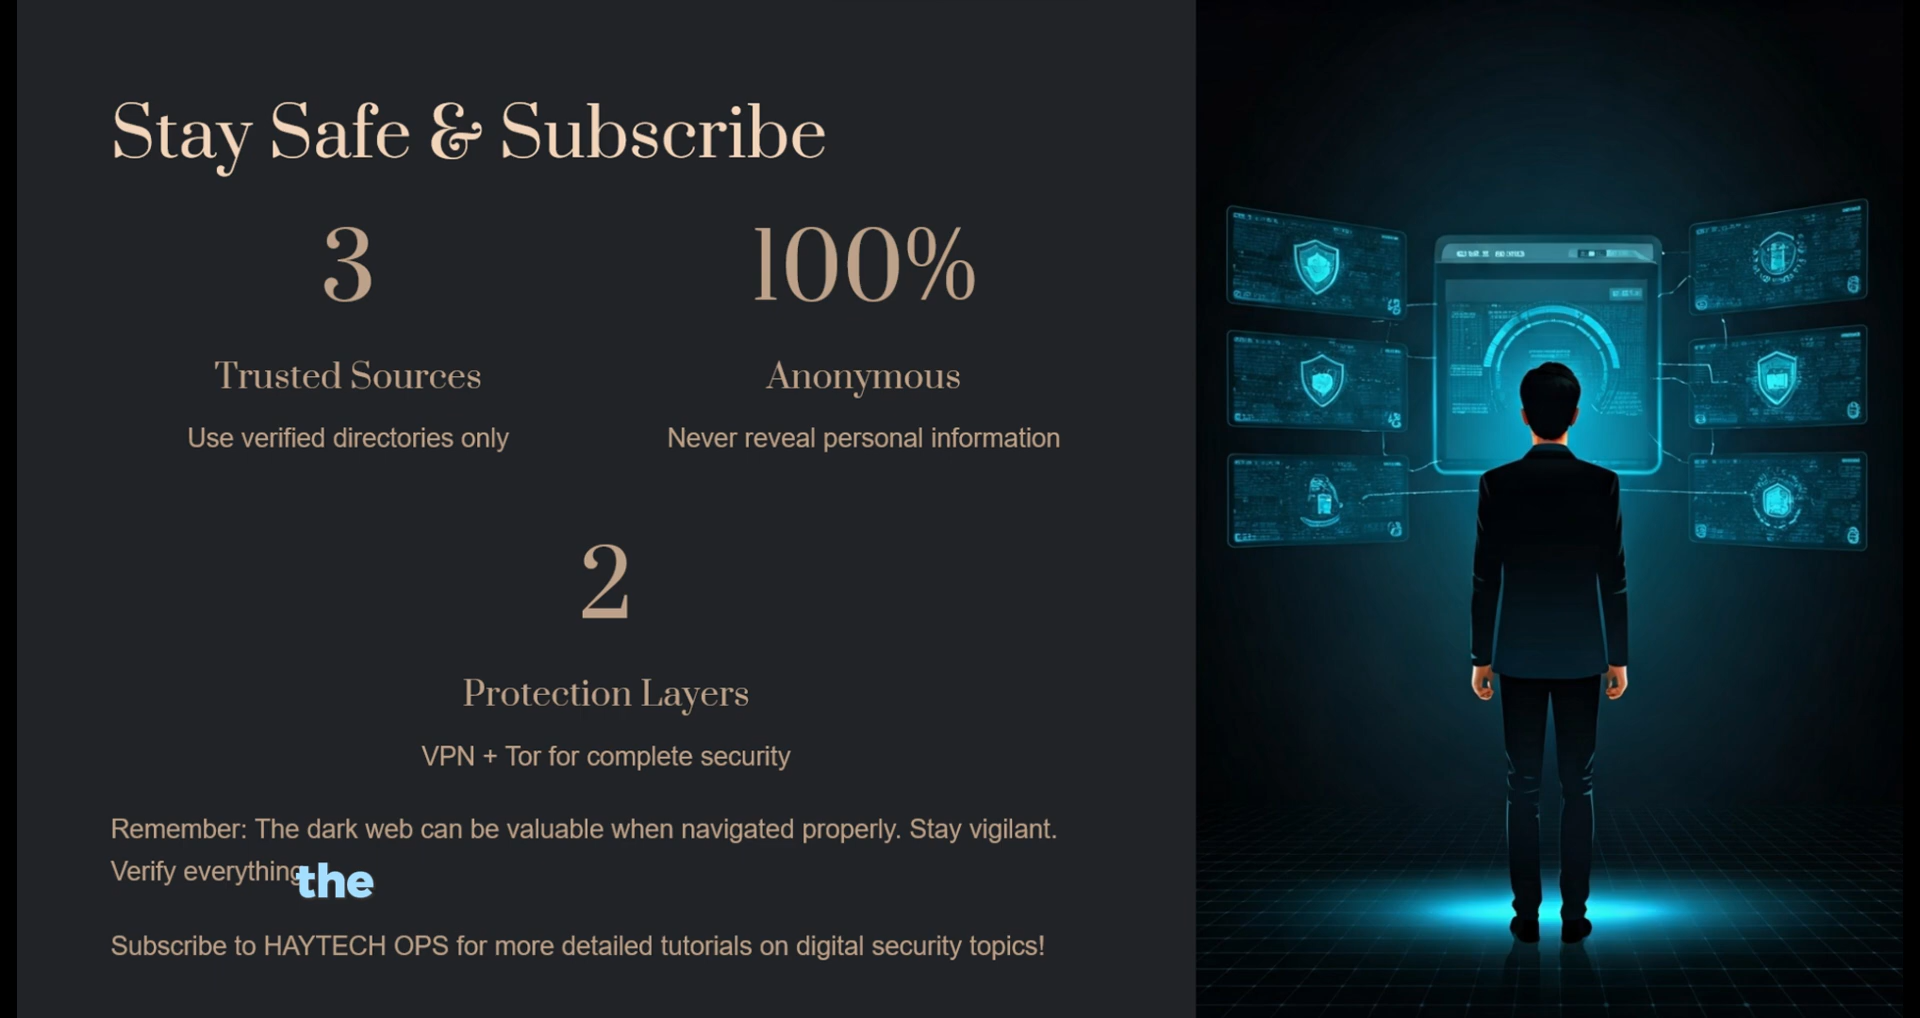 Stay Safe & Subscribe
3
Trusted Sources
Use verified directories only
100%
Anonymous
Never reveal personal information
2
Protection Layers
VPN + Tor for complete security
Remember: The dark web can be valuable when navigated properly. Stay vigilant.
Verify everything
the
Subscribe to HAYTECH OPS for more detailed tutorials on digital security topics!